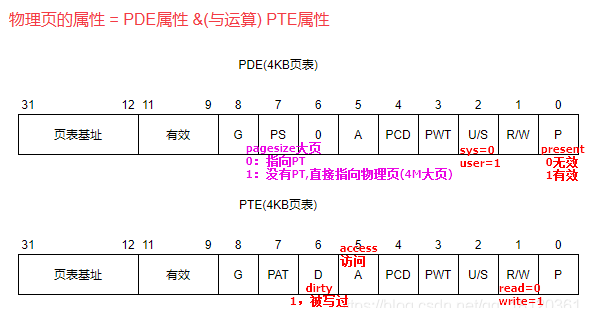 物理页的属性 = PDE属性 &(与运算) PTE属性
PDE(4KB页表)
31 12 11 9 8 7 6 5 4 3 2 1 0
页表基址 有效 G PS 0 A PCD PWT U/S R/W P
pagesize大页
0：指向PT
1：没有PT,直接指向物理页(4M大页)
sys=0
user=1
present
0无效
1有效
PTE(4KB页表)
31 12 11 9 8 7 6 5 4 3 2 1 0
access
访问
页表基址 有效 G PAT D A PCD PWT U/S R/W P
dirty
1，被写过
read=0
write=1